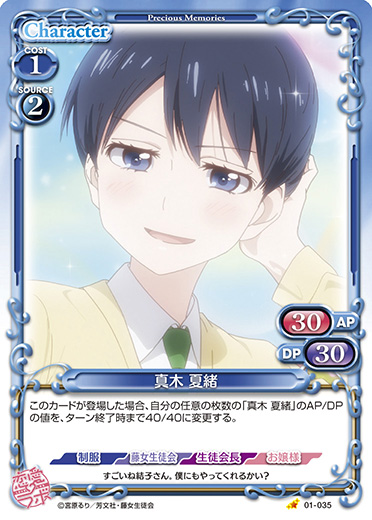 Precious Memories
Character
COST
1
SOURCE
2
30 AP
DP 30
真木 夏緒
このカードが登場した場合、自分の任意の枚数の「真木 夏緒」のAP/DP
の値を、ターン終了時まで40/40に変更する。
制服 藤女生徒会 生徒会長 お嬢様
すごいね結子さん。僕にもやってくれるかい?
恋愛
ラボ
©宮原るり/芳文社・藤女生徒会
01-035